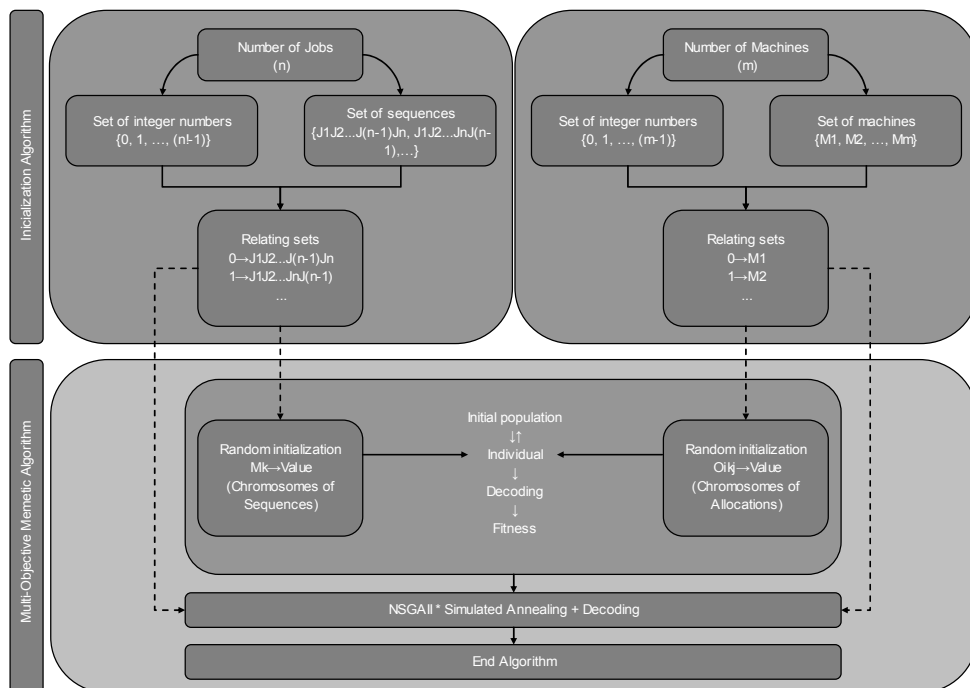 Inicialization Algorithm
Number of Jobs
(n)
Set of integer numbers
{0, 1, …, (n!-1)}
Set of sequences
{J1J2...J(n-1)Jn, J1J2...JnJ(n-
1),…}
Relating sets
0→J1J2...J(n-1)Jn
1→J1J2...JnJ(n-1)
...
Number of Machines
(m)
Set of integer numbers
{0, 1, …, (m-1)}
Set of machines
{M1, M2, …, Mm}
Relating sets
0→M1
1→M2
...
Multi-Objective Memetic Algorithm
Random initialization
Mk→Value
(Chromosomes of
Sequences)
Initial population
↓↑
Individual
↓
Decoding
↓
Fitness
Random initialization
Oikj→Value
(Chromosomes of
Allocations)
NSGAII * Simulated Annealing + Decoding
End Algorithm